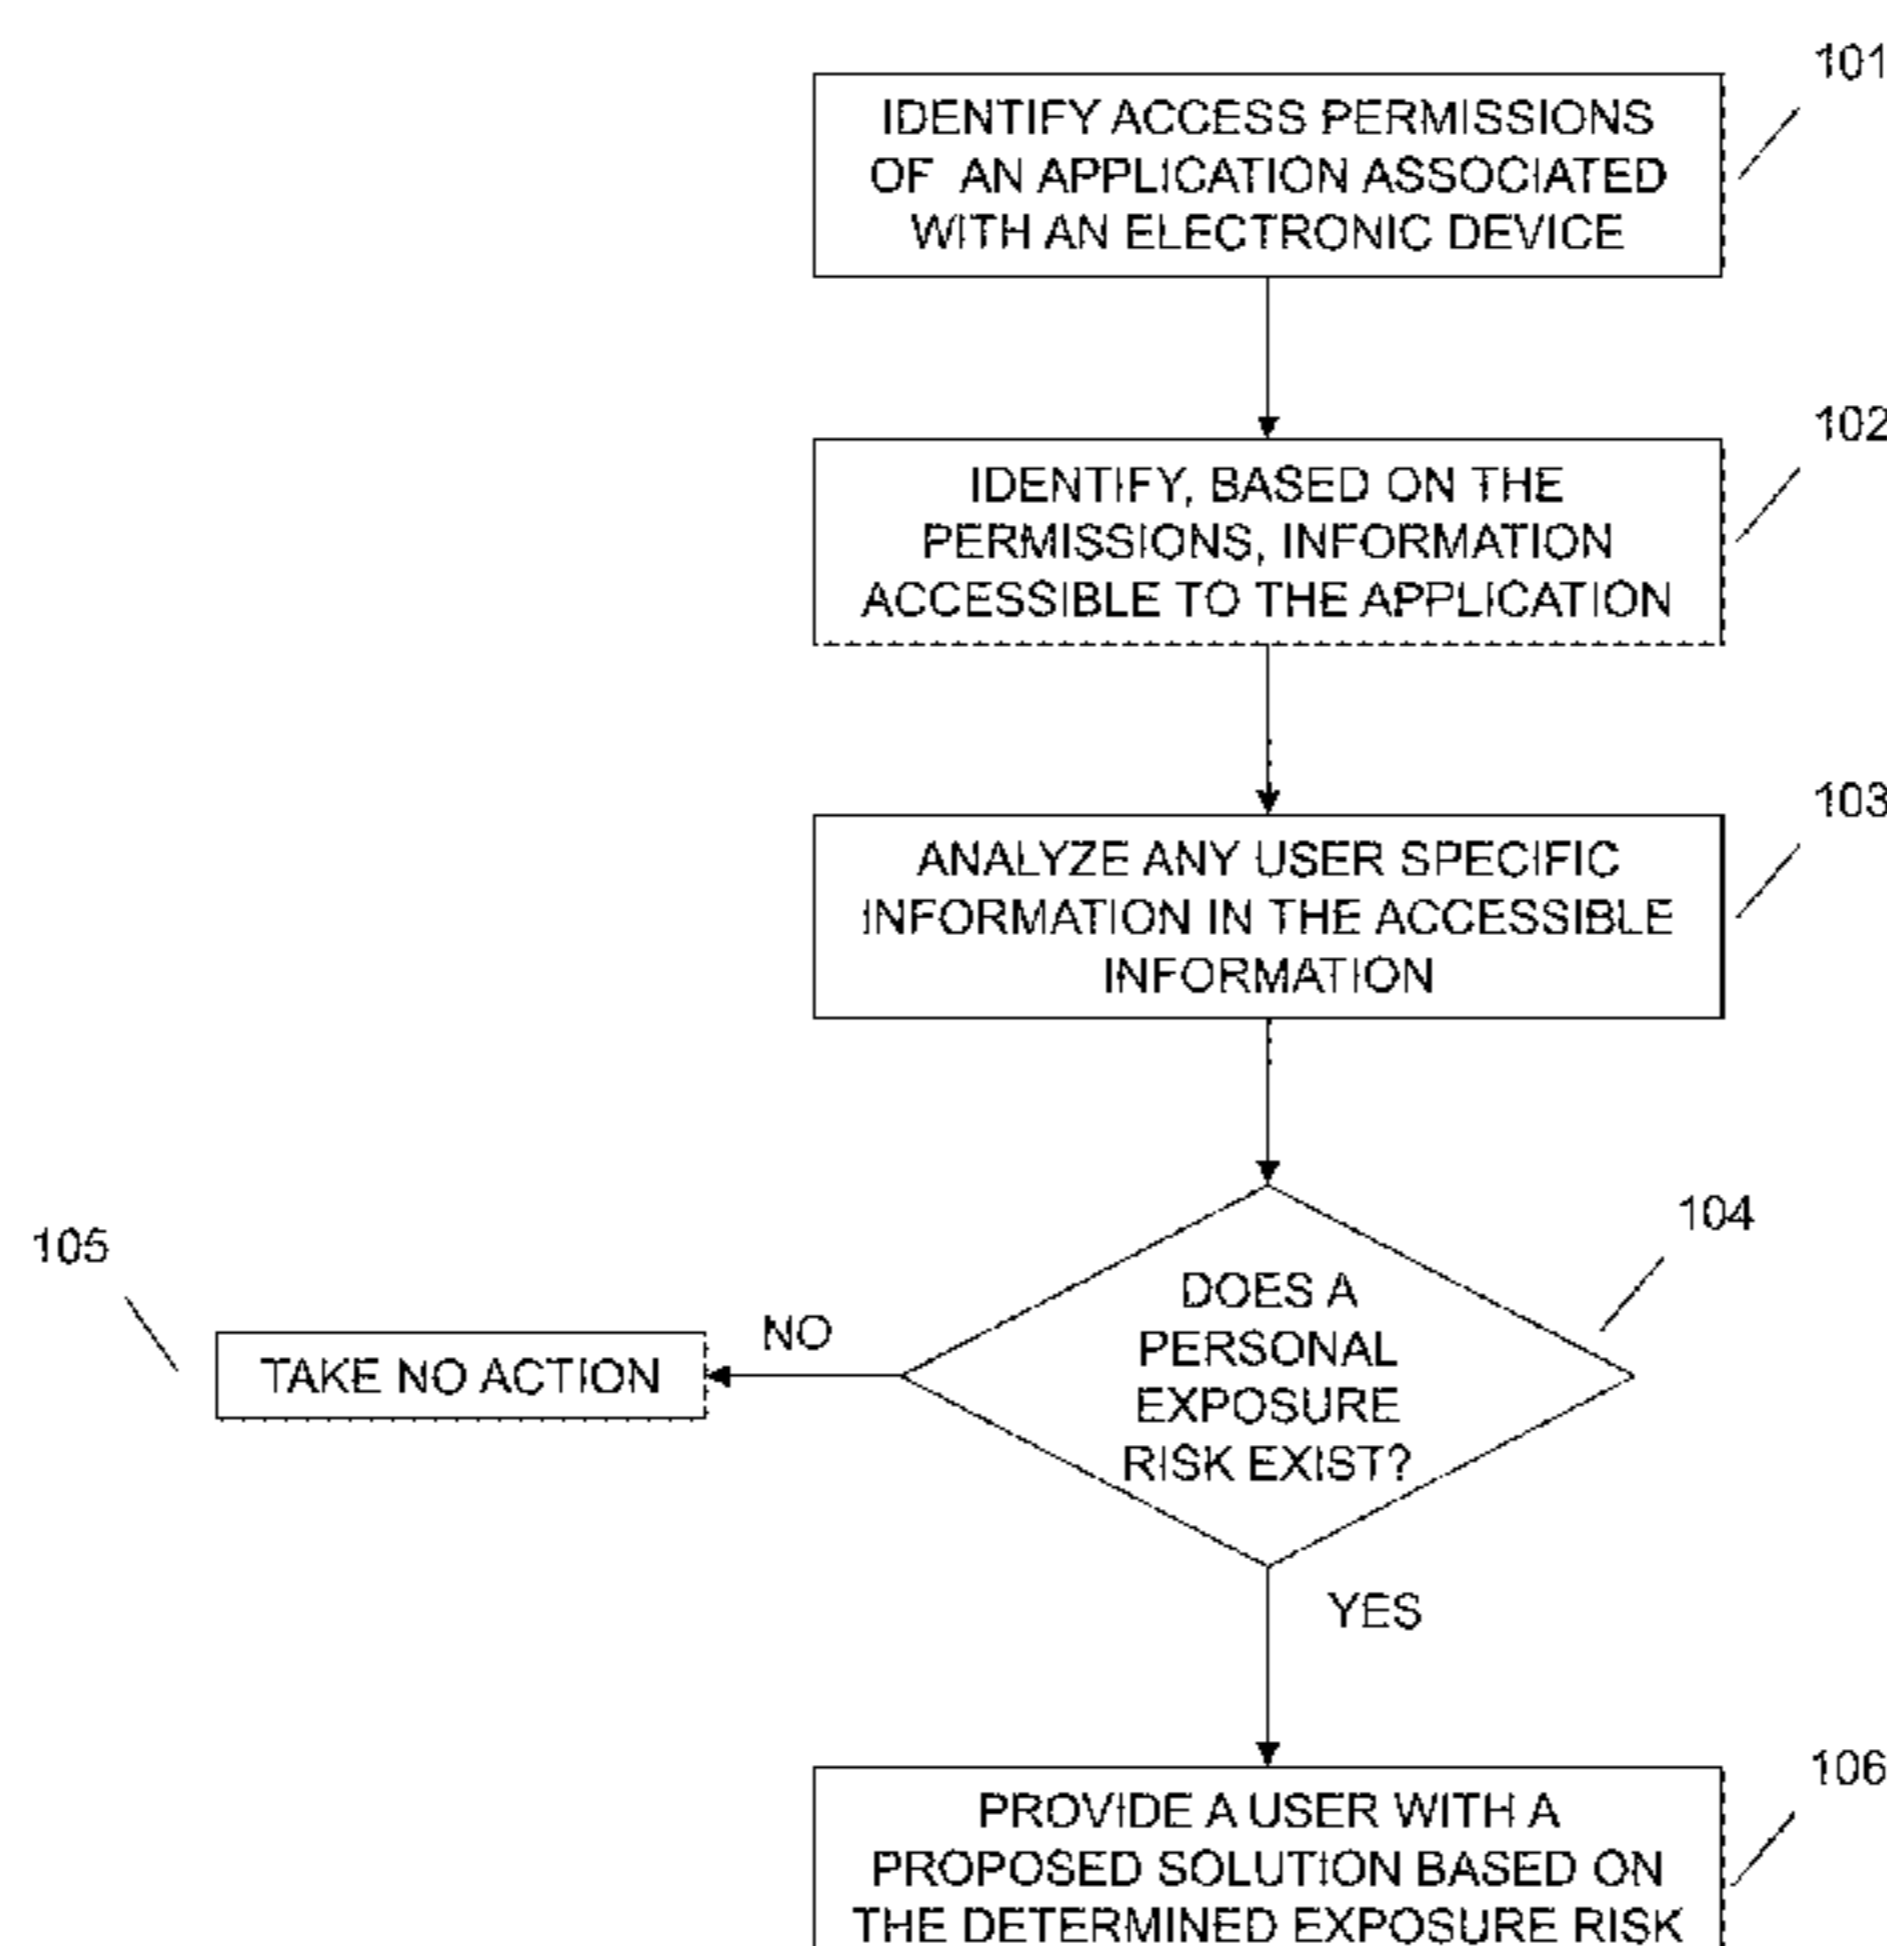 101
IDENTIFY ACCESS PERMISSIONS
OF AN APPLICATION ASSOCIATED
WITH AN ELECTRONIC DEVICE
102
IDENTIFY, BASED ON THE
PERMISSIONS, INFORMATION
ACCESSIBLE TO THE APPLICATION
103
ANALYZE ANY USER SPECIFIC
INFORMATION IN THE ACCESSIBLE
INFORMATION
104
105
DOES A
PERSONAL
EXPOSURE
RISK EXIST?
NO
TAKE NO ACTION
YES
106
PROVIDE A USER WITH A
PROPOSED SOLUTION BASED ON
THE DETERMINED EXPOSURE RISK